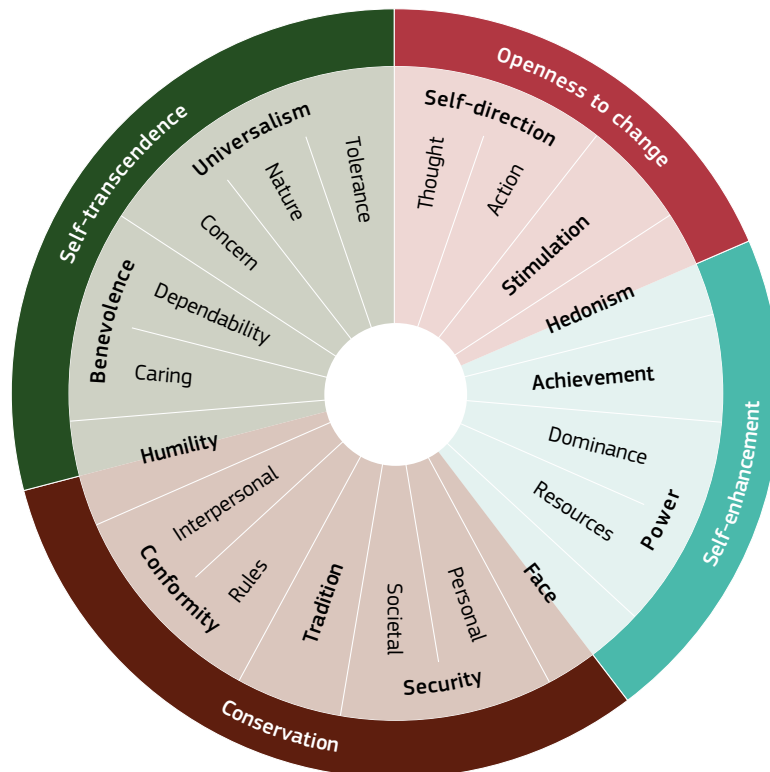 Openness to change
Self-direction
Thought
Action
Stimulation
Hedonism
Self-enhancement
Achievement
Dominance
Resources
Power
Face
Conservation
Security
Personal
Societal
Tradition
Conformity
Rules
Interpersonal
Humility
Self-transcendence
Benevolence
Caring
Dependability
Universalism
Concern
Nature
Tolerance